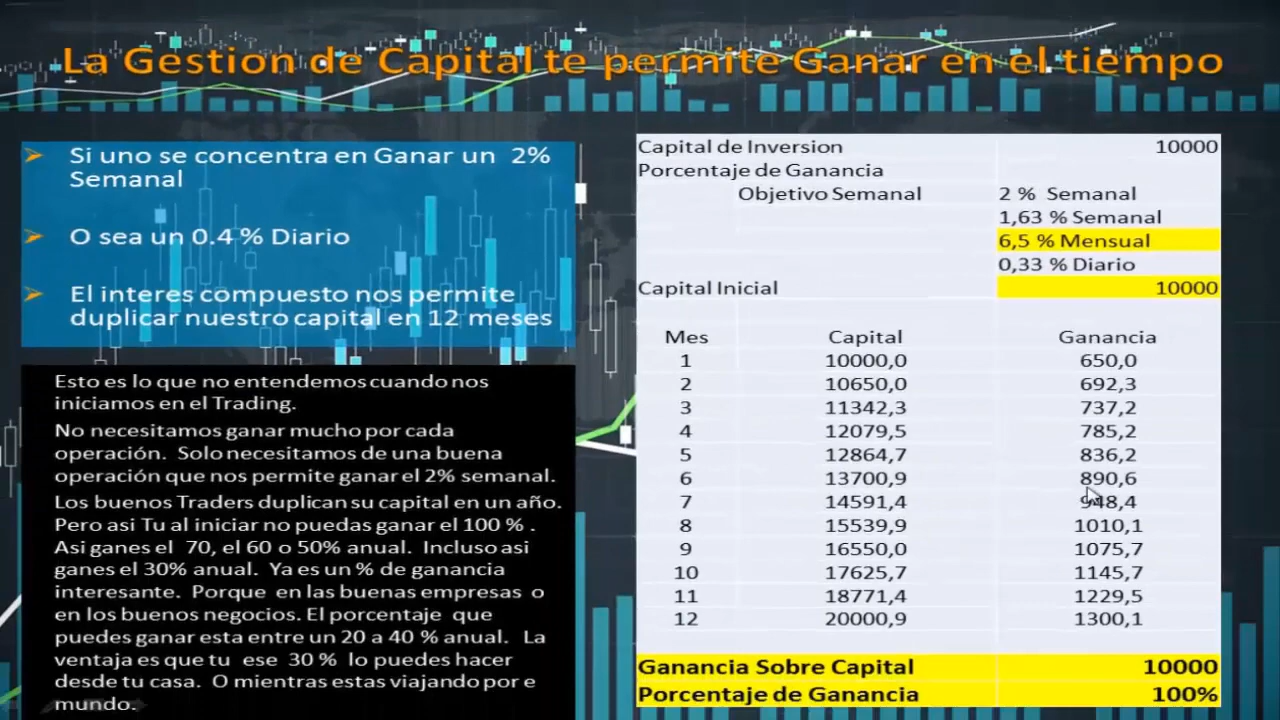 La Gestion de Capital te permite Ganar en el tiempo
Si uno se concentra en Ganar un 2%
Semanal
O sea un 0.4 % Diario
El interes compuesto nos permite
duplicar nuestro capital en 12 meses
Esto es lo que no entendemos cuando nos
iniciamos en el Trading.
No necesitamos ganar mucho por cada
operación. Solo necesitamos de una buena
operación que nos permite ganar el 2% semanal.
Los buenos Traders duplican su capital en un año.
Pero asi Tu al iniciar no puedas ganar el 100 % .
Asi ganes el 70, el 60 o 50% anual. Incluso asi
ganes el 30% anual. Ya es un % de ganancia
interesante. Porque en las buenas empresas o
en los buenos negocios. El porcentaje que
puedes ganar esta entre un 20 a 40 % anual. La
ventaja es que tu ese 30 % lo puedes hacer
desde tu casa. O mientras estas viajando por e
mundo.
Capital de Inversion 10000
Porcentaje de Ganancia
Objetivo Semanal 2 % Semanal
1,63 % Semanal
6,5 % Mensual
0,33 % Diario
Capital Inicial 10000
Mes Capital Ganancia
1 10000,0 650,0
2 10650,0 692,3
3 11342,3 737,2
4 12079,5 785,2
5 12864,7 836,2
6 13700,9 890,6
7 14591,4 948,4
8 15539,9 1010,1
9 16550,0 1075,7
10 17625,7 1145,7
11 18771,4 1229,5
12 20000,9 1300,1
Ganancia Sobre Capital 10000
Porcentaje de Ganancia 100%